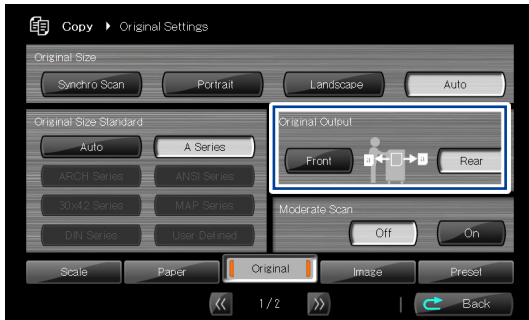 Copy Original Settings
Original Size
Synchro Scan Portrait Landscape Auto
Original Size Standard
Auto A Series
ARCH Series ANSI Series
30x42 Series MAP Series
DIN Series User Defined
Original Output
Front a a Rear
Moderate Scan
Off On
Scale Paper Original Image Preset
1/2 Back